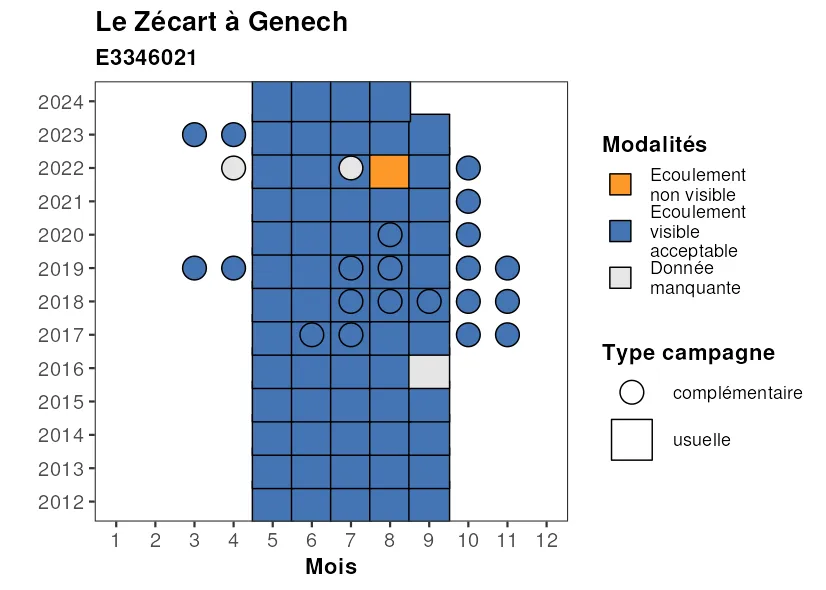 Le Zécart à Genech
E3346021
2024
2023
2022
2021
2020
2019
2018
2017
2016
2015
2014
2013
2012
1 2 3 4 5 6 7 8 9 10 11 12
Mois
Modalités
Ecoulement
non visible
Ecoulement
visible
acceptable
Donnée
manquante
Type campagne
complémentaire
usuelle